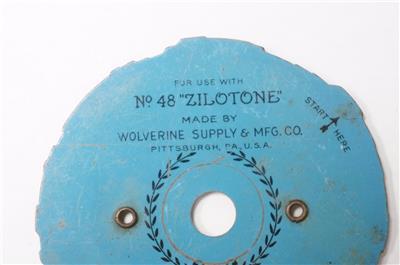 FOR USE WITH
No 48 "ZILOTONE"
MADE BY
WOLVERINE SUPPLY & MFG. CO.
PITTSBURGH, PA., U.S.A.
START HERE